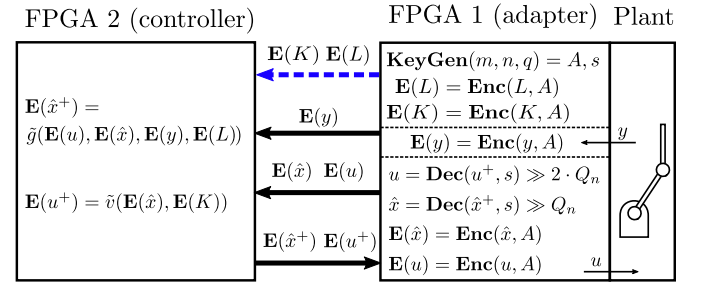 FPGA 2 (controller)
FPGA 1 (adapter)
Plant
E(x̂⁺) =
g̃(E(u), E(x̂), E(y), E(L))
E(u⁺) = ṽ(E(x̂), E(K))
E(K) E(L)
E(y)
E(x̂) E(u)
E(x̂⁺) E(u⁺)
KeyGen(m, n, q) = A, s
E(L) = Enc(L, A)
E(K) = Enc(K, A)
E(y) = Enc(y, A)
u = Dec(u⁺, s) ≫ 2 · Qₙ
x̂ = Dec(x̂⁺, s) ≫ Qₙ
E(x̂) = Enc(x̂, A)
E(u) = Enc(u, A)
y
u